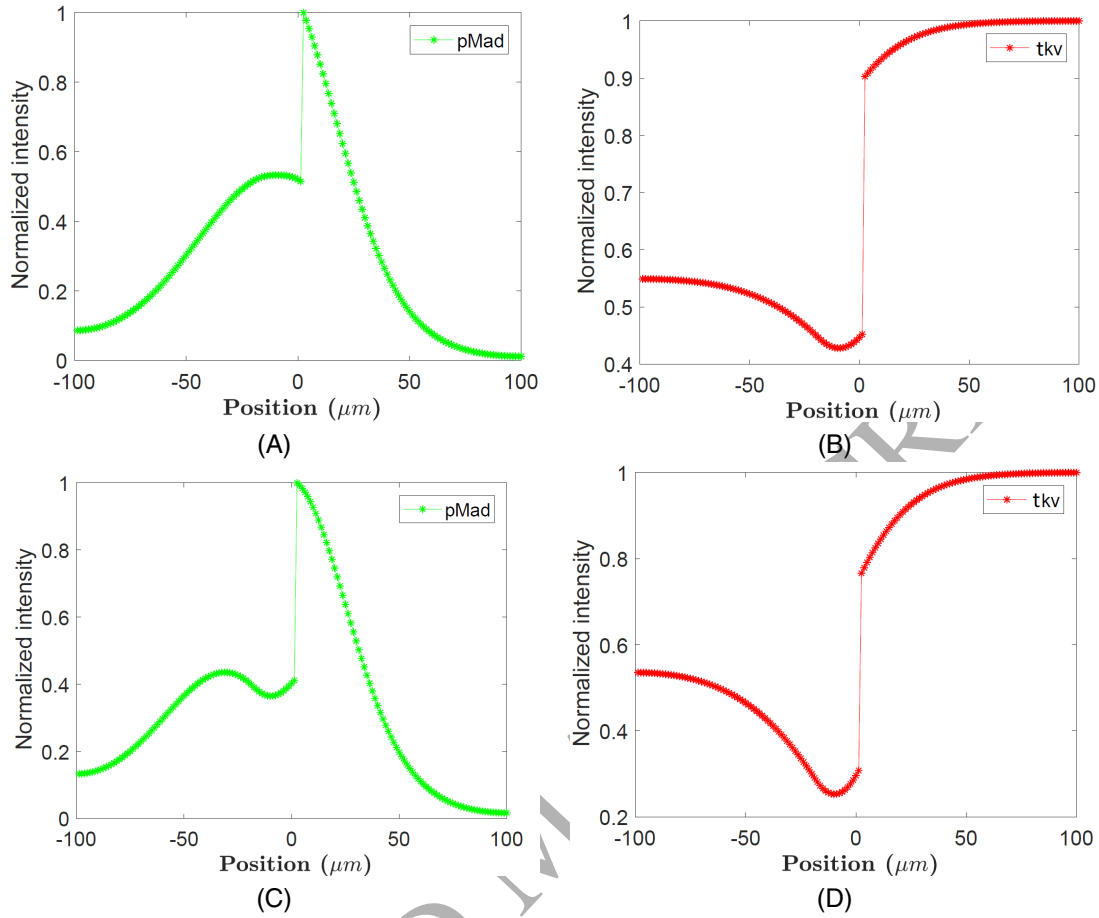 1
0.8
0.6
0.4
0.2
0
Normalized intensity
pMad
-100
-50
0
50
100
Position (μm)
(A)
1
0.9
0.8
0.7
0.6
0.5
0.4
Normalized intensity
tkv
-100
-50
0
50
100
Position (μm)
(B)
1
0.8
0.6
0.4
0.2
0
Normalized intensity
pMad
-100
-50
0
50
100
Position (μm)
(C)
1
0.8
0.6
0.4
0.2
Normalized intensity
tkv
-100
-50
0
50
100
Position (μm)
(D)